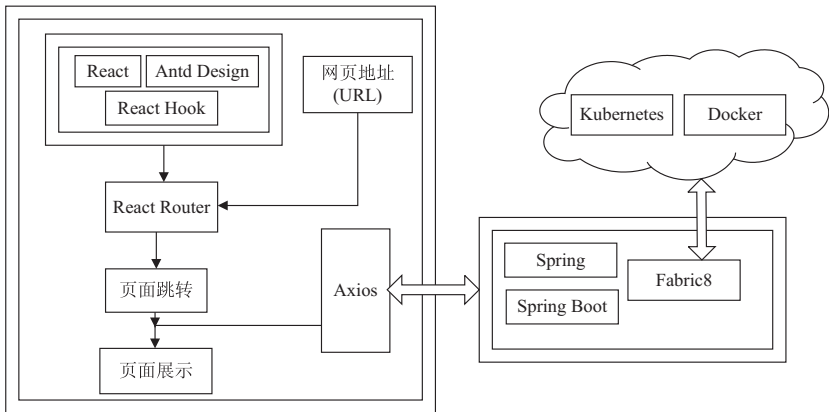 React
Antd Design
React Hook
网页地址
(URL)
React Router
页面跳转
页面展示
Axios
Kubernetes
Docker
Spring
Spring Boot
Fabric8